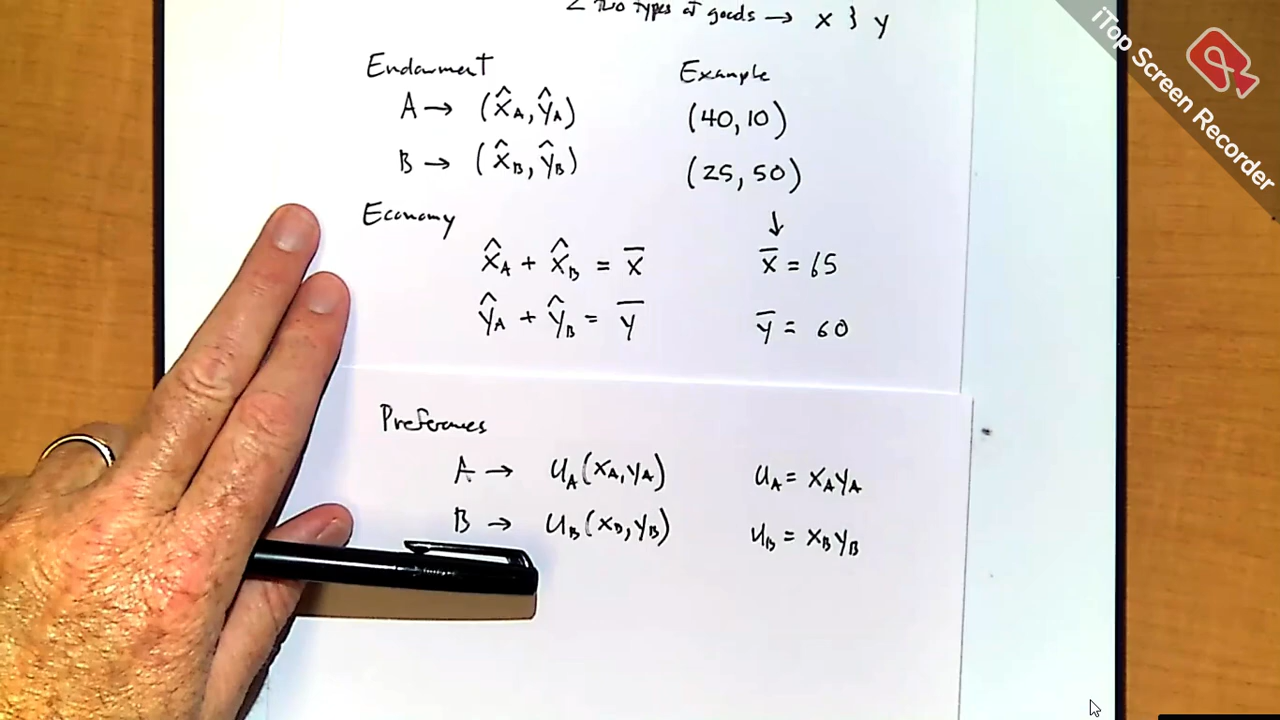 two types of goods → x } y
Endowment Example
A → (x̂A, ŷA) (40, 10)
B → (x̂B, ŷB) (25, 50)
Economy ↓
x̂A + x̂B = x̄ x̄ = 65
ŷA + ŷB = ȳ ȳ = 60
Preferences
A → UA(xA, yA) UA = xAyA
B → UB(xB, yB) UB = xByB
iTop Screen Recorder